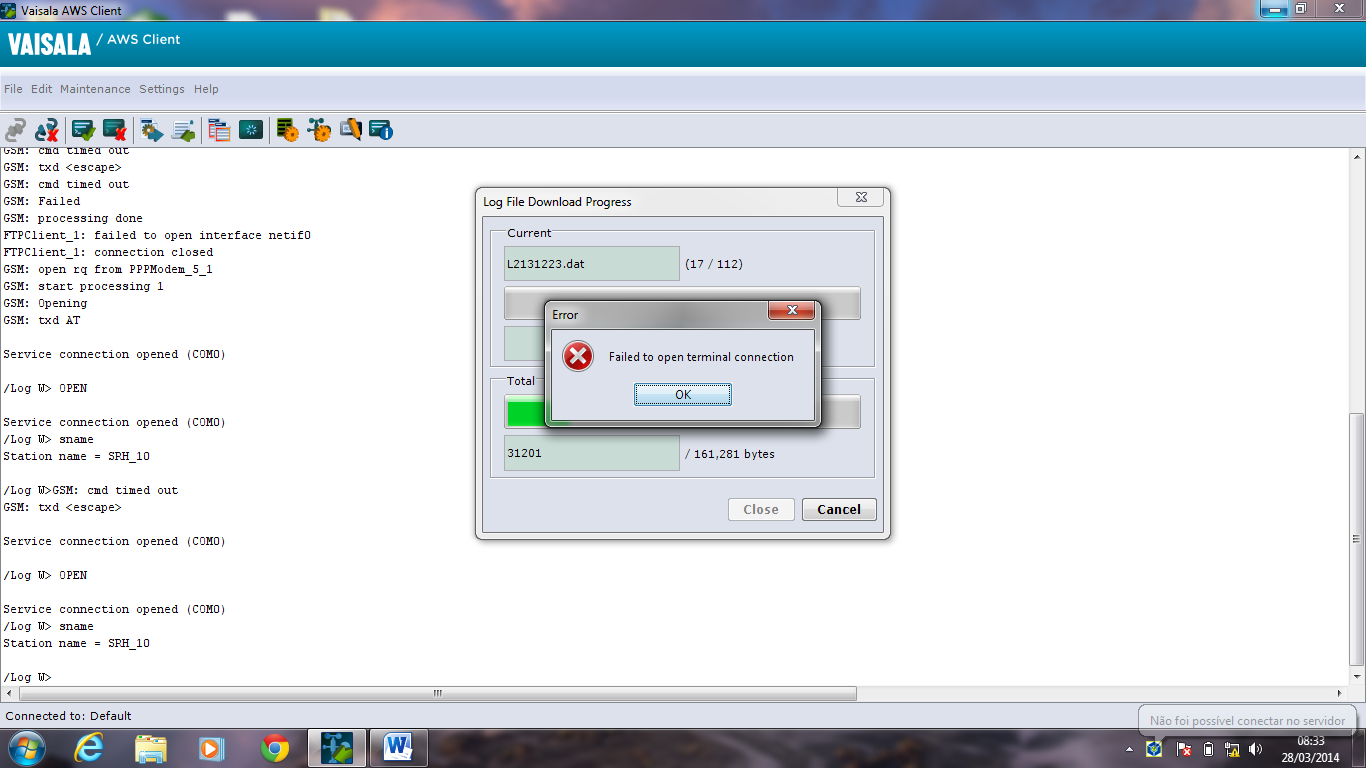 Vaisala AWS Client
VAISALA / AWS Client
File Edit Maintenance Settings Help
GSM: cmd timed out
GSM: txd <escape>
GSM: cmd timed out
GSM: Failed
GSM: processing done
FTPClient_1: failed to open interface netif0
FTPClient_1: connection closed
GSM: open rq from PPPModem_5_1
GSM: start processing 1
GSM: Opening
GSM: txd AT
Service connection opened (COM0)
/Log W> OPEN
Service connection opened (COM0)
/Log W> sname
Station name = SRH_10
/Log W>GSM: cmd timed out
GSM: txd <escape>
Service connection opened (COM0)
/Log W> OPEN
Service connection opened (COM0)
/Log W> sname
Station name = SRH_10
/Log W>
Log File Download Progress
Current
L2131223.dat (17 / 112)
Error
Failed to open terminal connection
OK
Total
31201 / 161,281 bytes
Close Cancel
Connected to: Default
Não foi possível conectar no servidor
08:33
28/03/2014